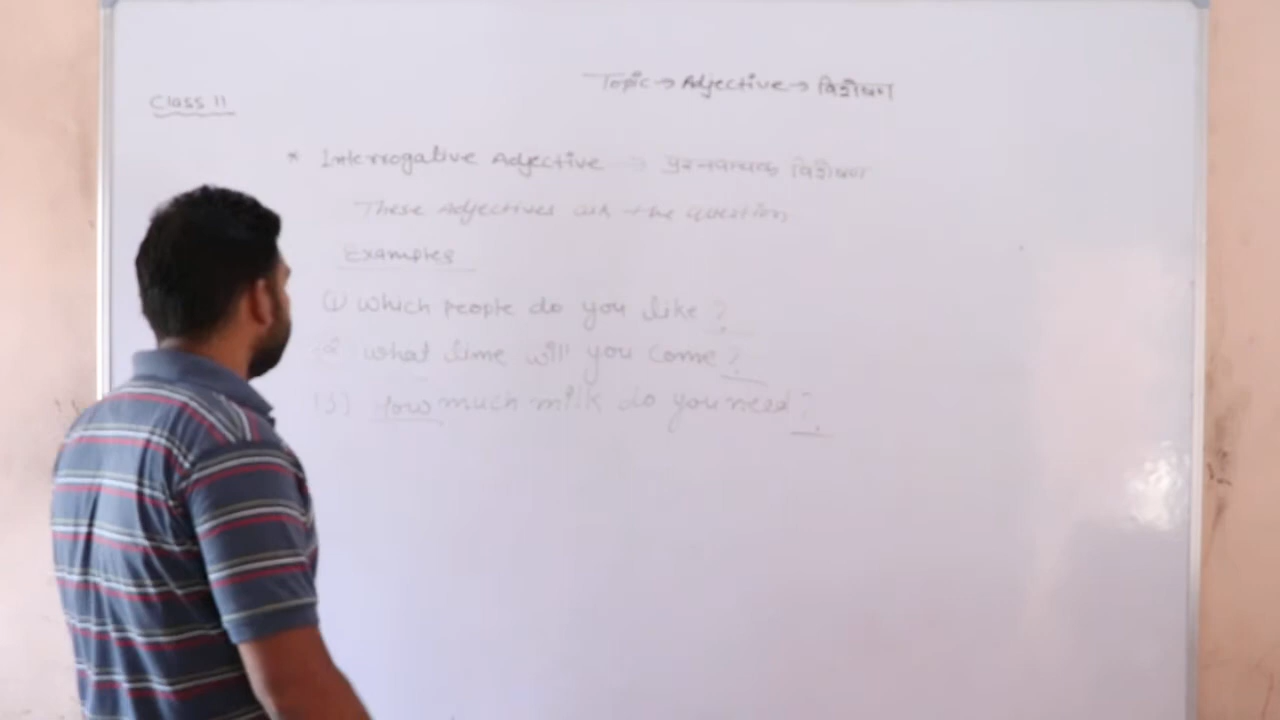 Topic → Adjective → विशेषण
Class 11
* Interrogative Adjective → प्रश्नवाचक विशेषण
These Adjectives ask the question
Examples
(1) Which people do you like ?
(2) what time will you come ?
(3) How much milk do you need ?